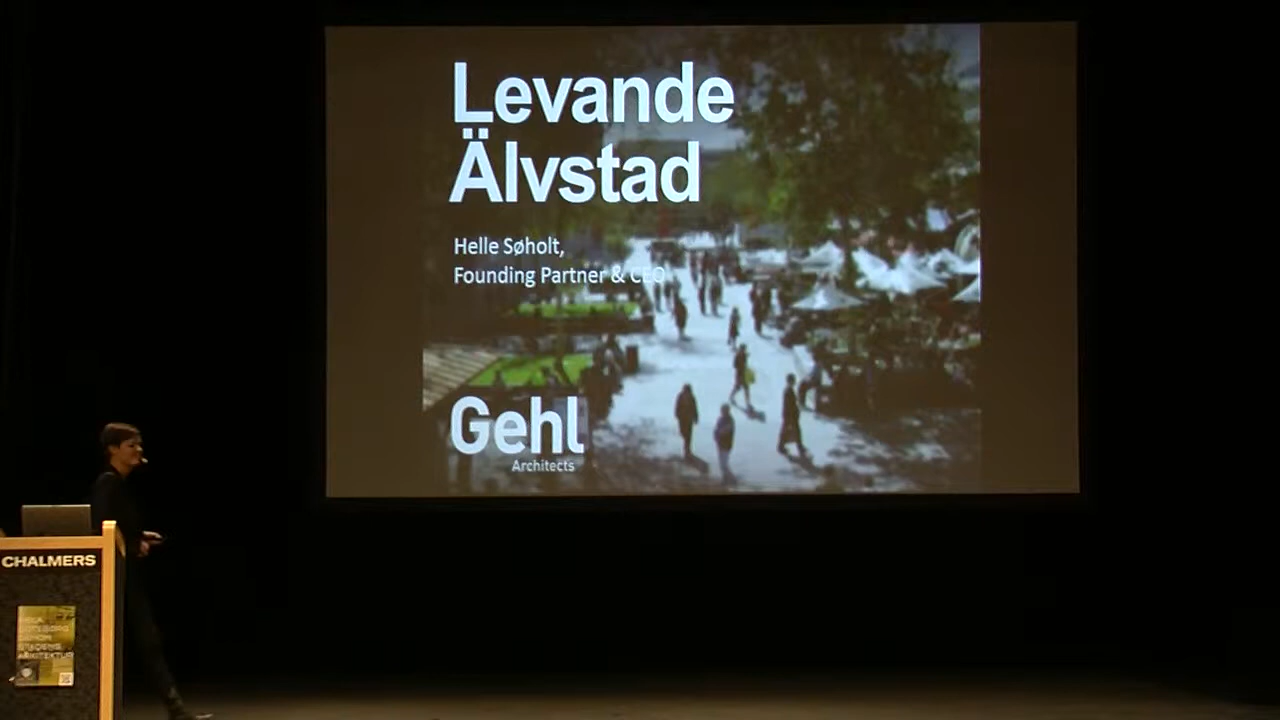 Levande
Älvstad
Helle Søholt,
Founding Partner & CEO
Gehl
Architects
CHALMERS